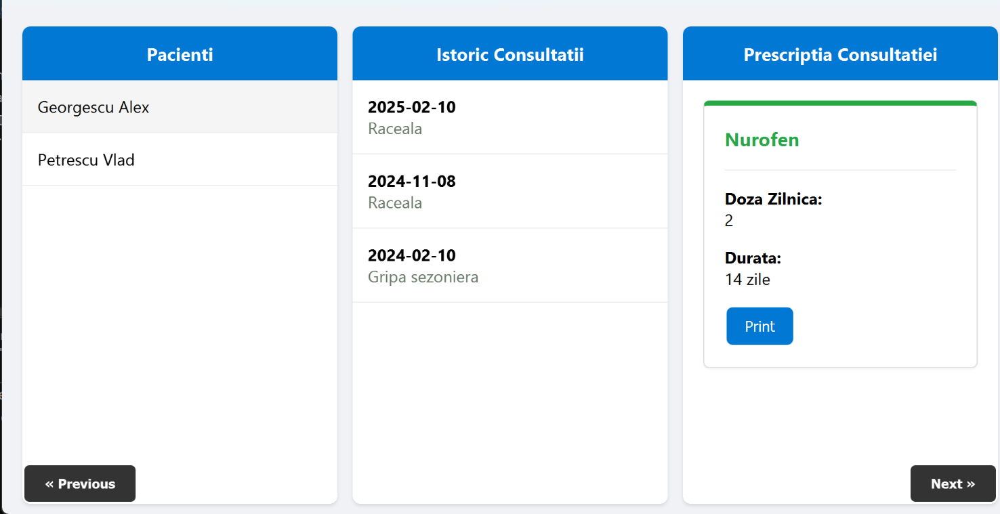 Pacienti
Georgescu Alex
Petrescu Vlad
« Previous
Istoric Consultatii
2025-02-10
Raceala
2024-11-08
Raceala
2024-02-10
Gripa sezoniera
Prescriptia Consultatiei
Nurofen
Doza Zilnica:
2
Durata:
14 zile
Print
Next »